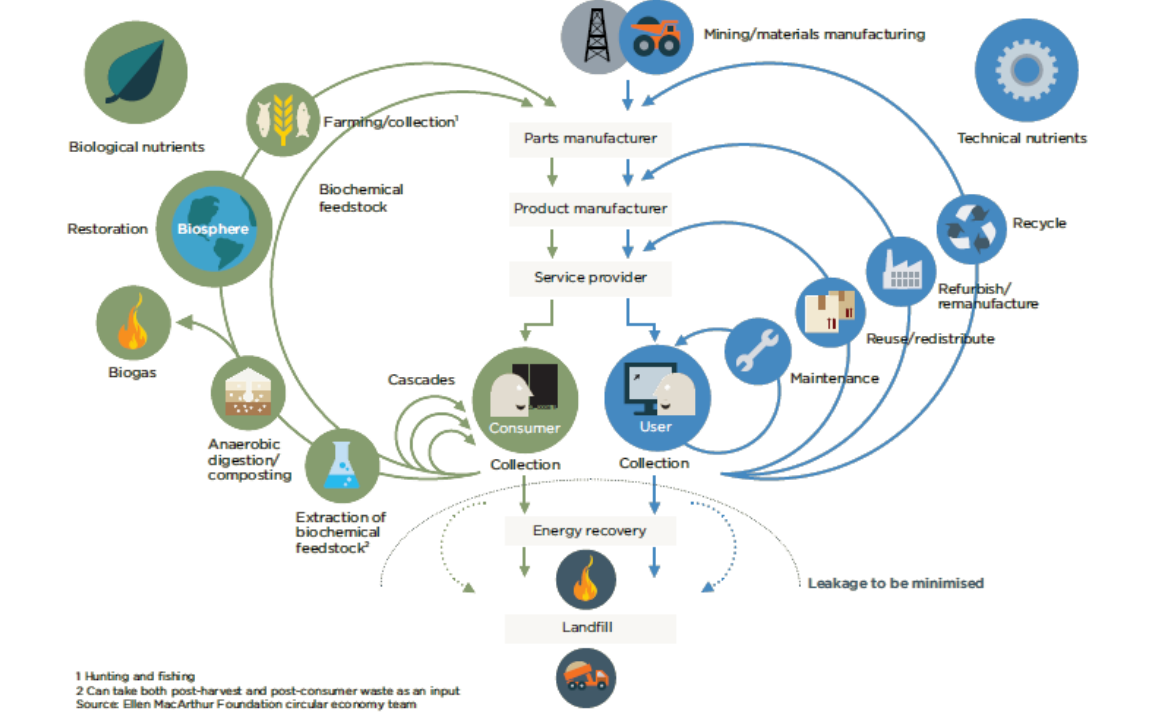 Mining/materials manufacturing
Biological nutrients
Technical nutrients
Farming/collection¹
Parts manufacturer
Biochemical
feedstock
Restoration
Biosphere
Product manufacturer
Recycle
Service provider
Refurbish/
remanufacture
Biogas
Reuse/redistribute
Cascades
Maintenance
Consumer
User
Anaerobic
digestion/
composting
Collection
Collection
Extraction of
biochemical
feedstock²
Energy recovery
Leakage to be minimised
Landfill
1 Hunting and fishing
2 Can take both post-harvest and post-consumer waste as an input
Source: Ellen MacArthur Foundation circular economy team